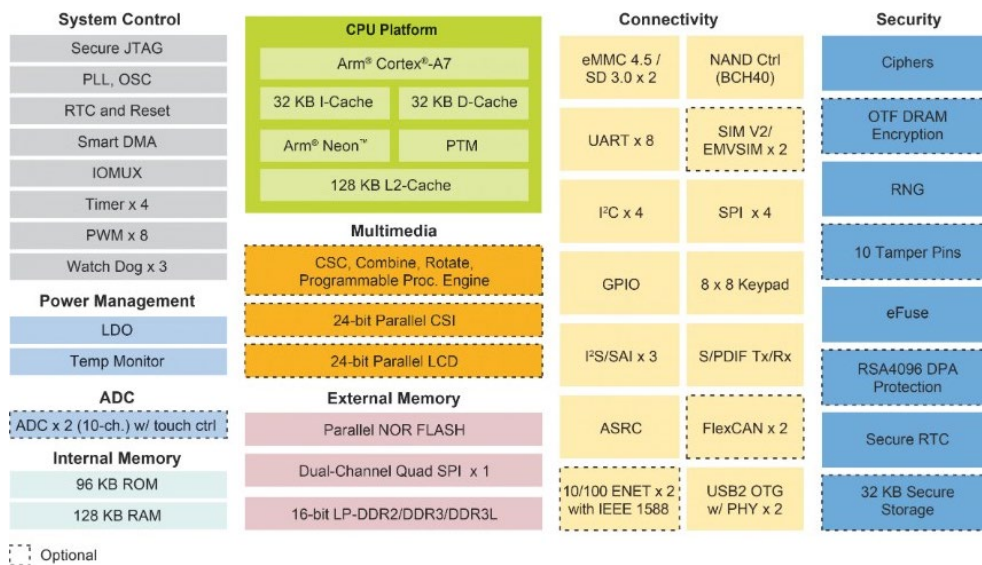 System Control
Secure JTAG
PLL, OSC
RTC and Reset
Smart DMA
IOMUX
Timer x 4
PWM x 8
Watch Dog x 3
Power Management
LDO
Temp Monitor
ADC
ADC x 2 (10-ch.) w/ touch ctrl
Internal Memory
96 KB ROM
128 KB RAM
Optional
CPU Platform
Arm® Cortex®-A7
32 KB I-Cache
32 KB D-Cache
Arm® Neon™
PTM
128 KB L2-Cache
Multimedia
CSC, Combine, Rotate,
Programmable Proc. Engine
24-bit Parallel CSI
24-bit Parallel LCD
External Memory
Parallel NOR FLASH
Dual-Channel Quad SPI x 1
16-bit LP-DDR2/DDR3/DDR3L
Connectivity
eMMC 4.5 /
SD 3.0 x 2
NAND Ctrl
(BCH40)
UART x 8
SIM V2/
EMVSIM x 2
I²C x 4
SPI x 4
GPIO
8 x 8 Keypad
I²S/SAI x 3
S/PDIF Tx/Rx
ASRC
FlexCAN x 2
10/100 ENET x 2
with IEEE 1588
USB2 OTG
w/ PHY x 2
Security
Ciphers
OTF DRAM
Encryption
RNG
10 Tamper Pins
eFuse
RSA4096 DPA
Protection
Secure RTC
32 KB Secure
Storage